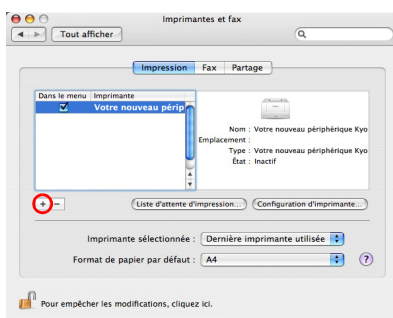 Imprimantes et fax
Tout afficher
Impression Fax Partage
Dans le menu Imprimante
Votre nouveau périp
Nom : Votre nouveau périphérique Kyo
Emplacement :
Type : Votre nouveau périphérique Kyo
État : Inactif
+ −
Liste d'attente d'impression... Configuration d'imprimante...
Imprimante sélectionnée : Dernière imprimante utilisée
Format de papier par défaut : A4 ?
Pour empêcher les modifications, cliquez ici.